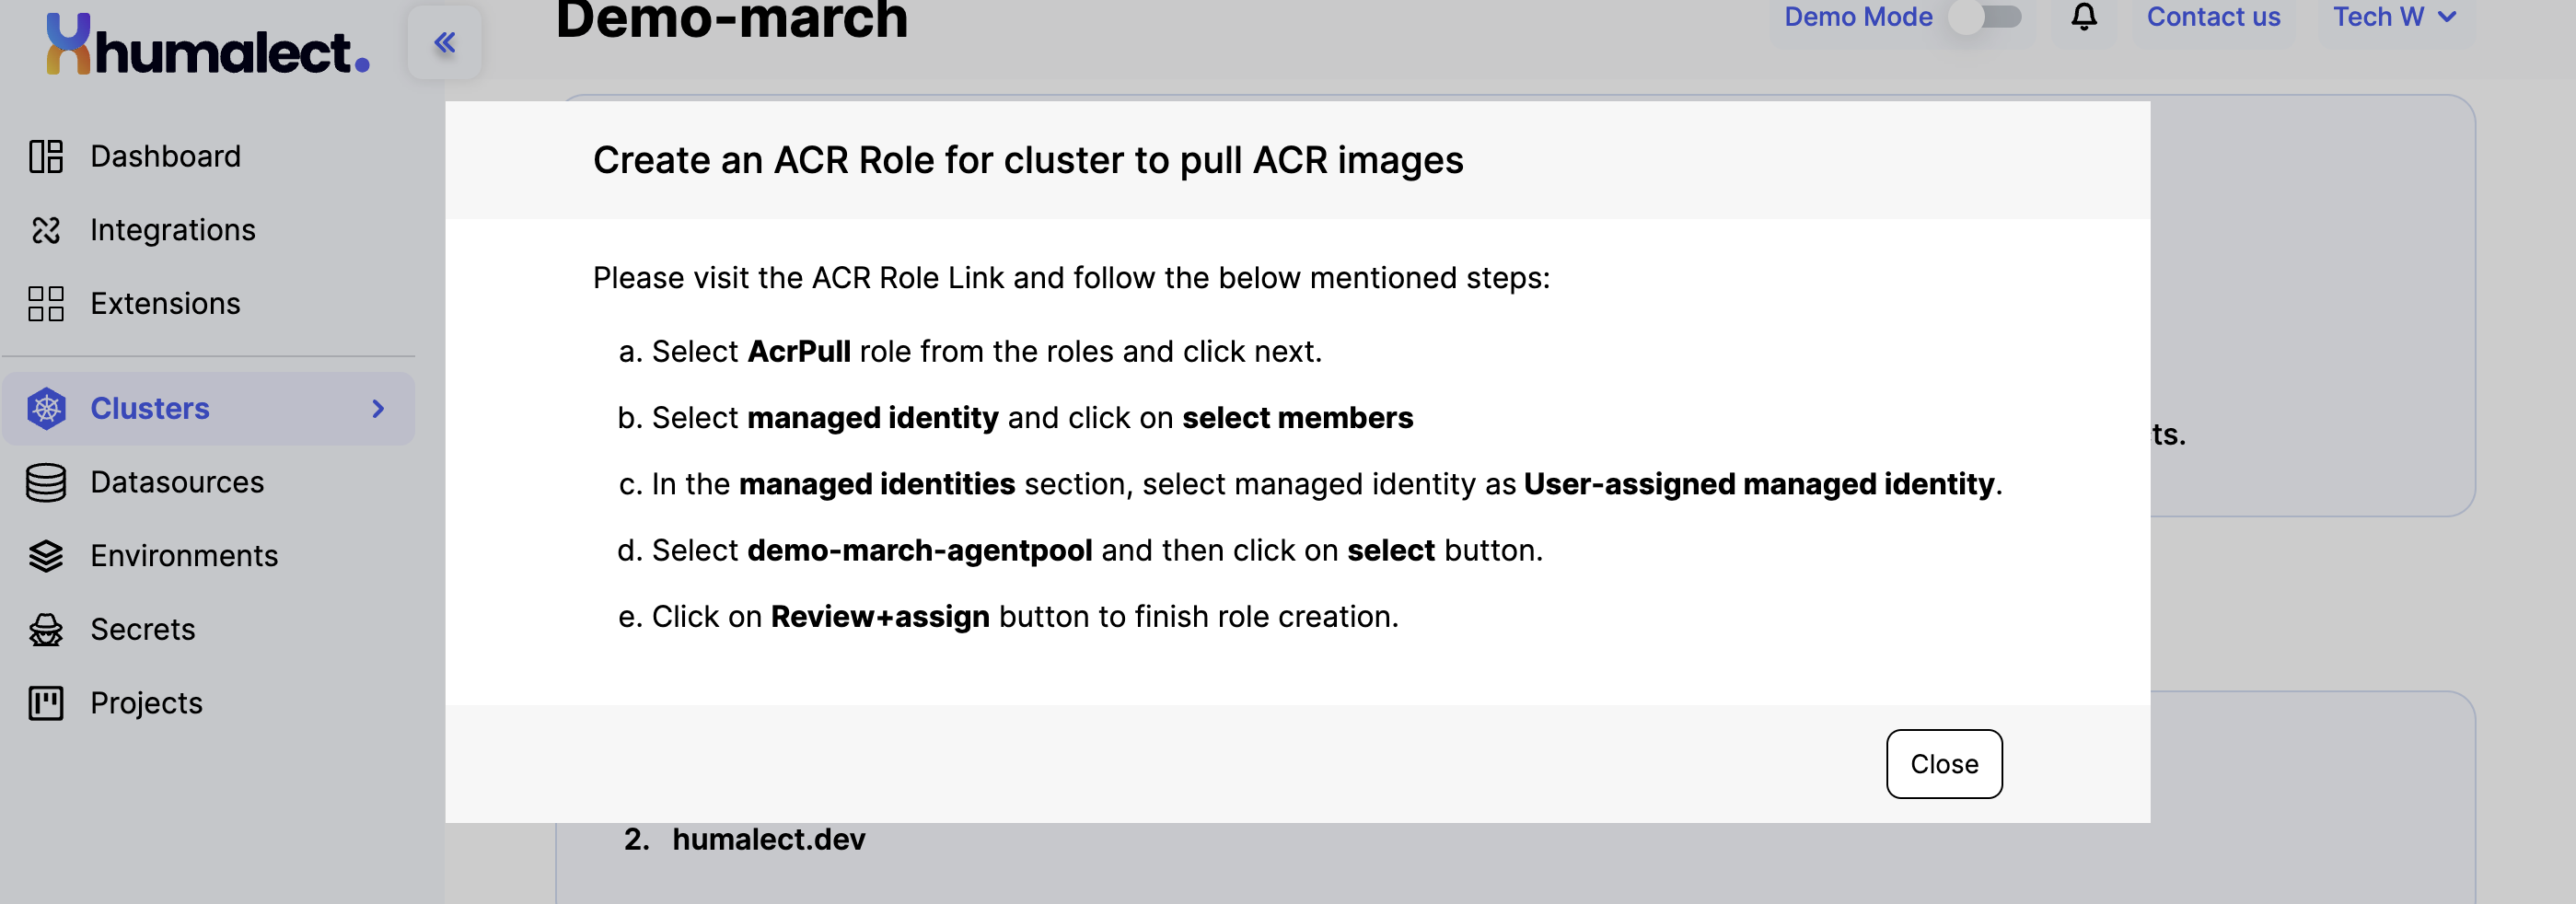 humalect.
Demo-march
Demo Mode
Contact us
Tech W
Dashboard
Integrations
Extensions
Clusters
Datasources
Environments
Secrets
Projects
Create an ACR Role for cluster to pull ACR images
Please visit the ACR Role Link and follow the below mentioned steps:
a. Select AcrPull role from the roles and click next.
b. Select managed identity and click on select members
c. In the managed identities section, select managed identity as User-assigned managed identity.
d. Select demo-march-agentpool and then click on select button.
e. Click on Review+assign button to finish role creation.
Close
ts.
2. humalect.dev